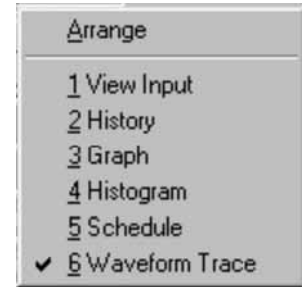 Arrange
1 View Input
2 History
3 Graph
4 Histogram
5 Schedule
✔ 6 Waveform Trace